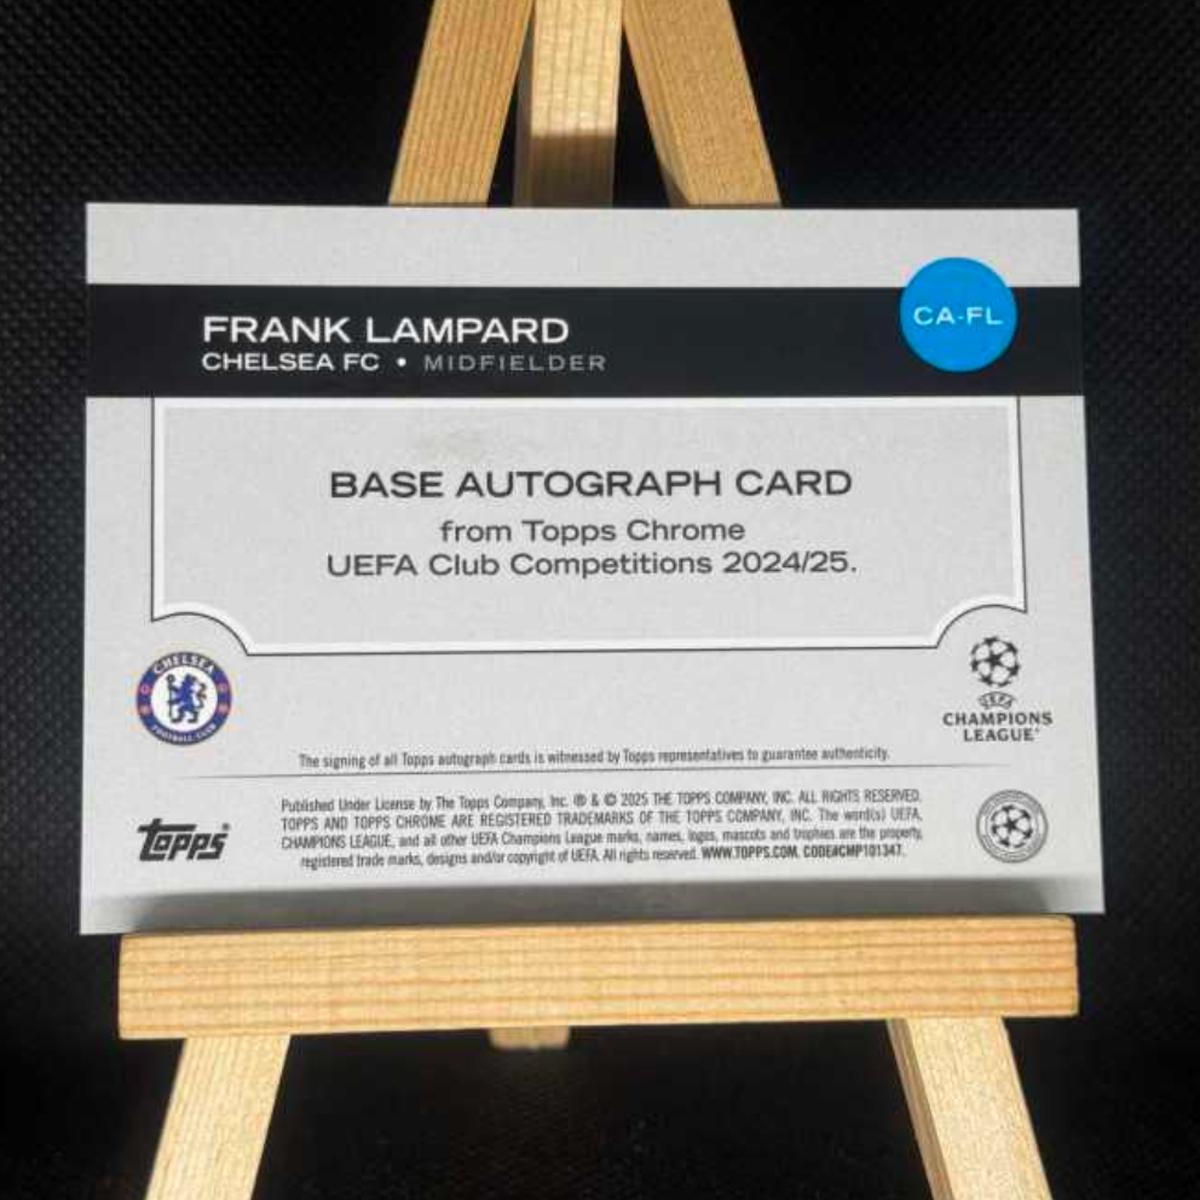 FRANK LAMPARD
CA-FL
CHELSEA FC • MIDFIELDER
BASE AUTOGRAPH CARD
from Topps Chrome
UEFA Club Competitions 2024/25.
CHELSEA
FOOTBALL CLUB
UEFA
CHAMPIONS
LEAGUE®
The signing of all Topps autograph cards is witnessed by Topps representatives to guarantee authenticity.
topps®
Published Under License by The Topps Company, Inc. ® & © 2025 THE TOPPS COMPANY, INC. ALL RIGHTS RESERVED.
TOPPS AND TOPPS CHROME ARE REGISTERED TRADEMARKS OF THE TOPPS COMPANY, INC. The word(s) UEFA,
CHAMPIONS LEAGUE, and all other UEFA Champions League marks, names, logos, mascots and trophies are the property,
registered trade marks, designs and/or copyright of UEFA. All rights reserved. WWW.TOPPS.COM. CODE#CMP101347.